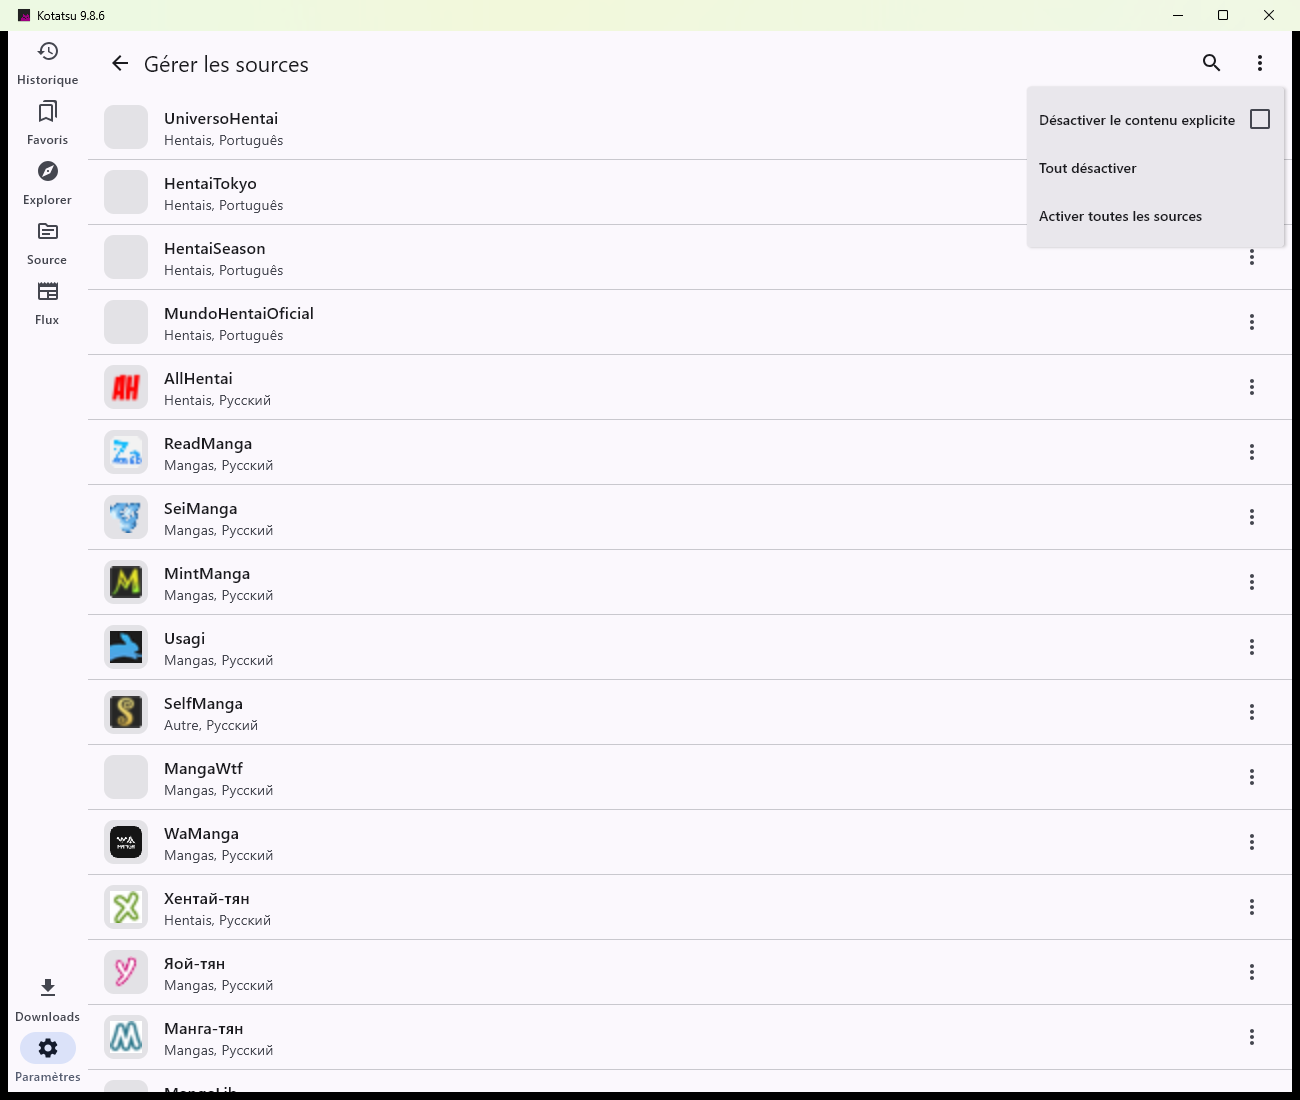 Kotatsu 9.8.6
Historique
Favoris
Explorer
Source
Flux
Downloads
Paramètres
Gérer les sources
Désactiver le contenu explicite
Tout désactiver
Activer toutes les sources
UniversoHentai
Hentais, Português
HentaiTokyo
Hentais, Português
HentaiSeason
Hentais, Português
MundoHentaiOficial
Hentais, Português
AllHentai
Hentais, Русский
ReadManga
Mangas, Русский
SeiManga
Mangas, Русский
MintManga
Mangas, Русский
Usagi
Mangas, Русский
SelfManga
Autre, Русский
MangaWtf
Mangas, Русский
WaManga
Mangas, Русский
Хентай-тян
Hentais, Русский
Яой-тян
Mangas, Русский
Манга-тян
Mangas, Русский
MangaLib